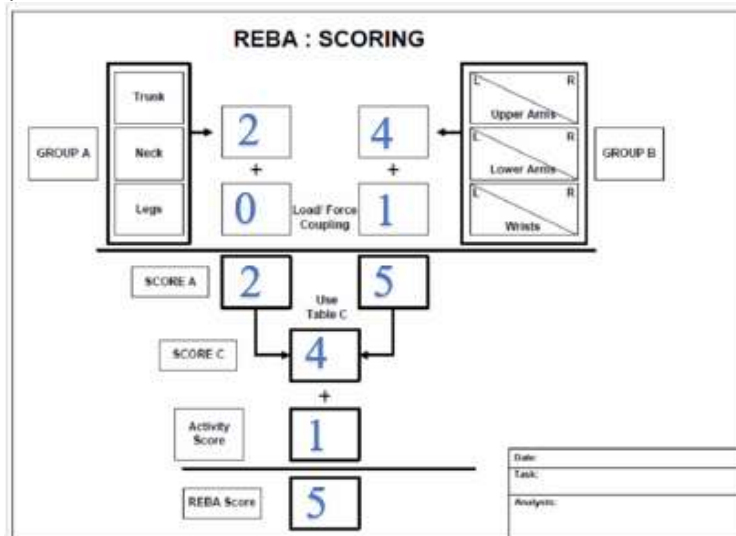 REBA : SCORING
Trunk
Neck
Legs
GROUP A
2
+
0
4
+
1
Load/ Force
Coupling
L R
Upper Arms
L R
Lower Arms
L R
Wrists
GROUP B
SCORE A
2
5
Use
Table C
SCORE C
4
+
Activity
Score
1
REBA Score
5
Date:
Task:
Analysts: